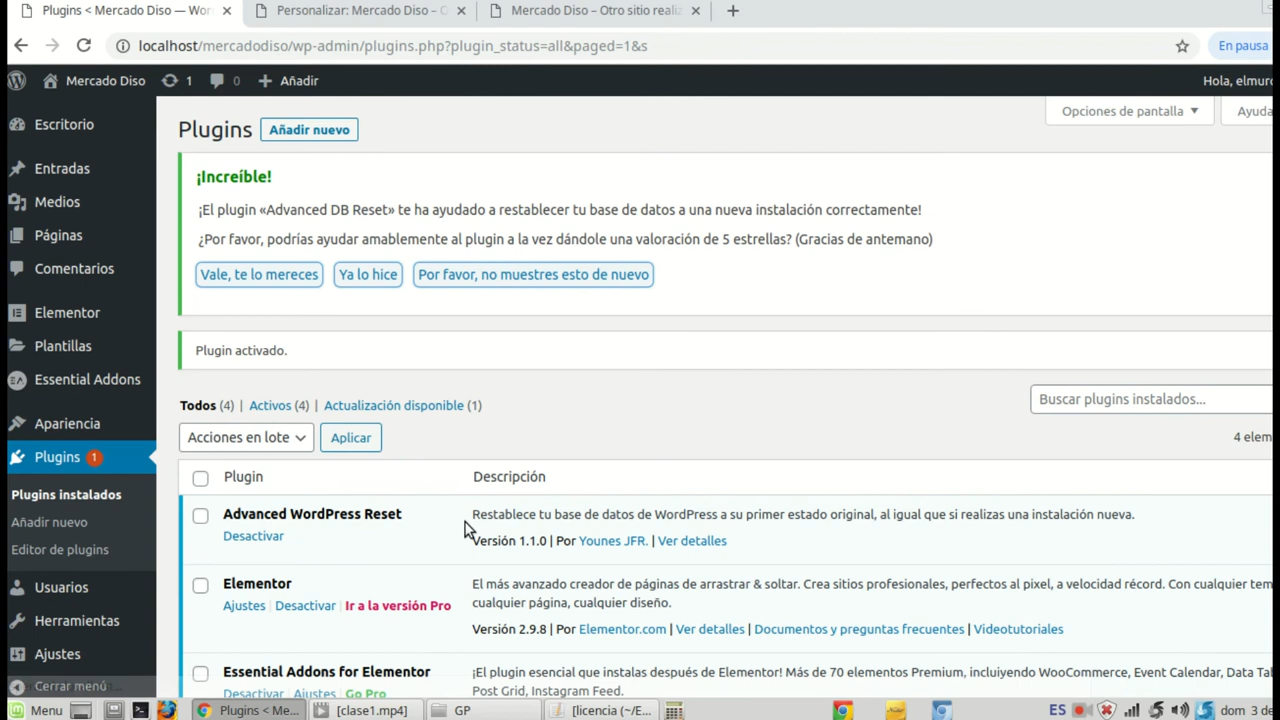 Plugins < Mercado Diso — Wor
Personalizar: Mercado Diso – O
Mercado Diso – Otro sitio realiz
localhost/mercadodiso/wp-admin/plugins.php?plugin_status=all&paged=1&s
En pausa
Mercado Diso
1
0
Añadir
Hola, elmur
Escritorio
Entradas
Medios
Páginas
Comentarios
Elementor
Plantillas
Essential Addons
Apariencia
Plugins 1
Plugins instalados
Añadir nuevo
Editor de plugins
Usuarios
Herramientas
Ajustes
Cerrar menú
Opciones de pantalla
Ayuda
Plugins
Añadir nuevo
¡Increíble!
¡El plugin «Advanced DB Reset» te ha ayudado a restablecer tu base de datos a una nueva instalación correctamente!
¿Por favor, podrías ayudar amablemente al plugin a la vez dándole una valoración de 5 estrellas? (Gracias de antemano)
Vale, te lo mereces
Ya lo hice
Por favor, no muestres esto de nuevo
Plugin activado.
Todos (4) | Activos (4) | Actualización disponible (1)
Buscar plugins instalados...
Acciones en lote
Aplicar
4 elem
Plugin
Descripción
Advanced WordPress Reset
Desactivar
Restablece tu base de datos de WordPress a su primer estado original, al igual que si realizas una instalación nueva.
Versión 1.1.0 | Por Younes JFR. | Ver detalles
Elementor
Ajustes | Desactivar | Ir a la versión Pro
El más avanzado creador de páginas de arrastrar & soltar. Crea sitios profesionales, perfectos al pixel, a velocidad récord. Con cualquier tem
cualquier página, cualquier diseño.
Versión 2.9.8 | Por Elementor.com | Ver detalles | Documentos y preguntas frecuentes | Videotutoriales
Essential Addons for Elementor
Desactivar | Ajustes | Go Pro
¡El plugin esencial que instalas después de Elementor! Más de 70 elementos Premium, incluyendo WooCommerce, Event Calendar, Data Tab
Post Grid, Instagram Feed.
Menu
Plugins < Me...
[clase1.mp4]
GP
[licencia (~/E...
ES
dom 3 de